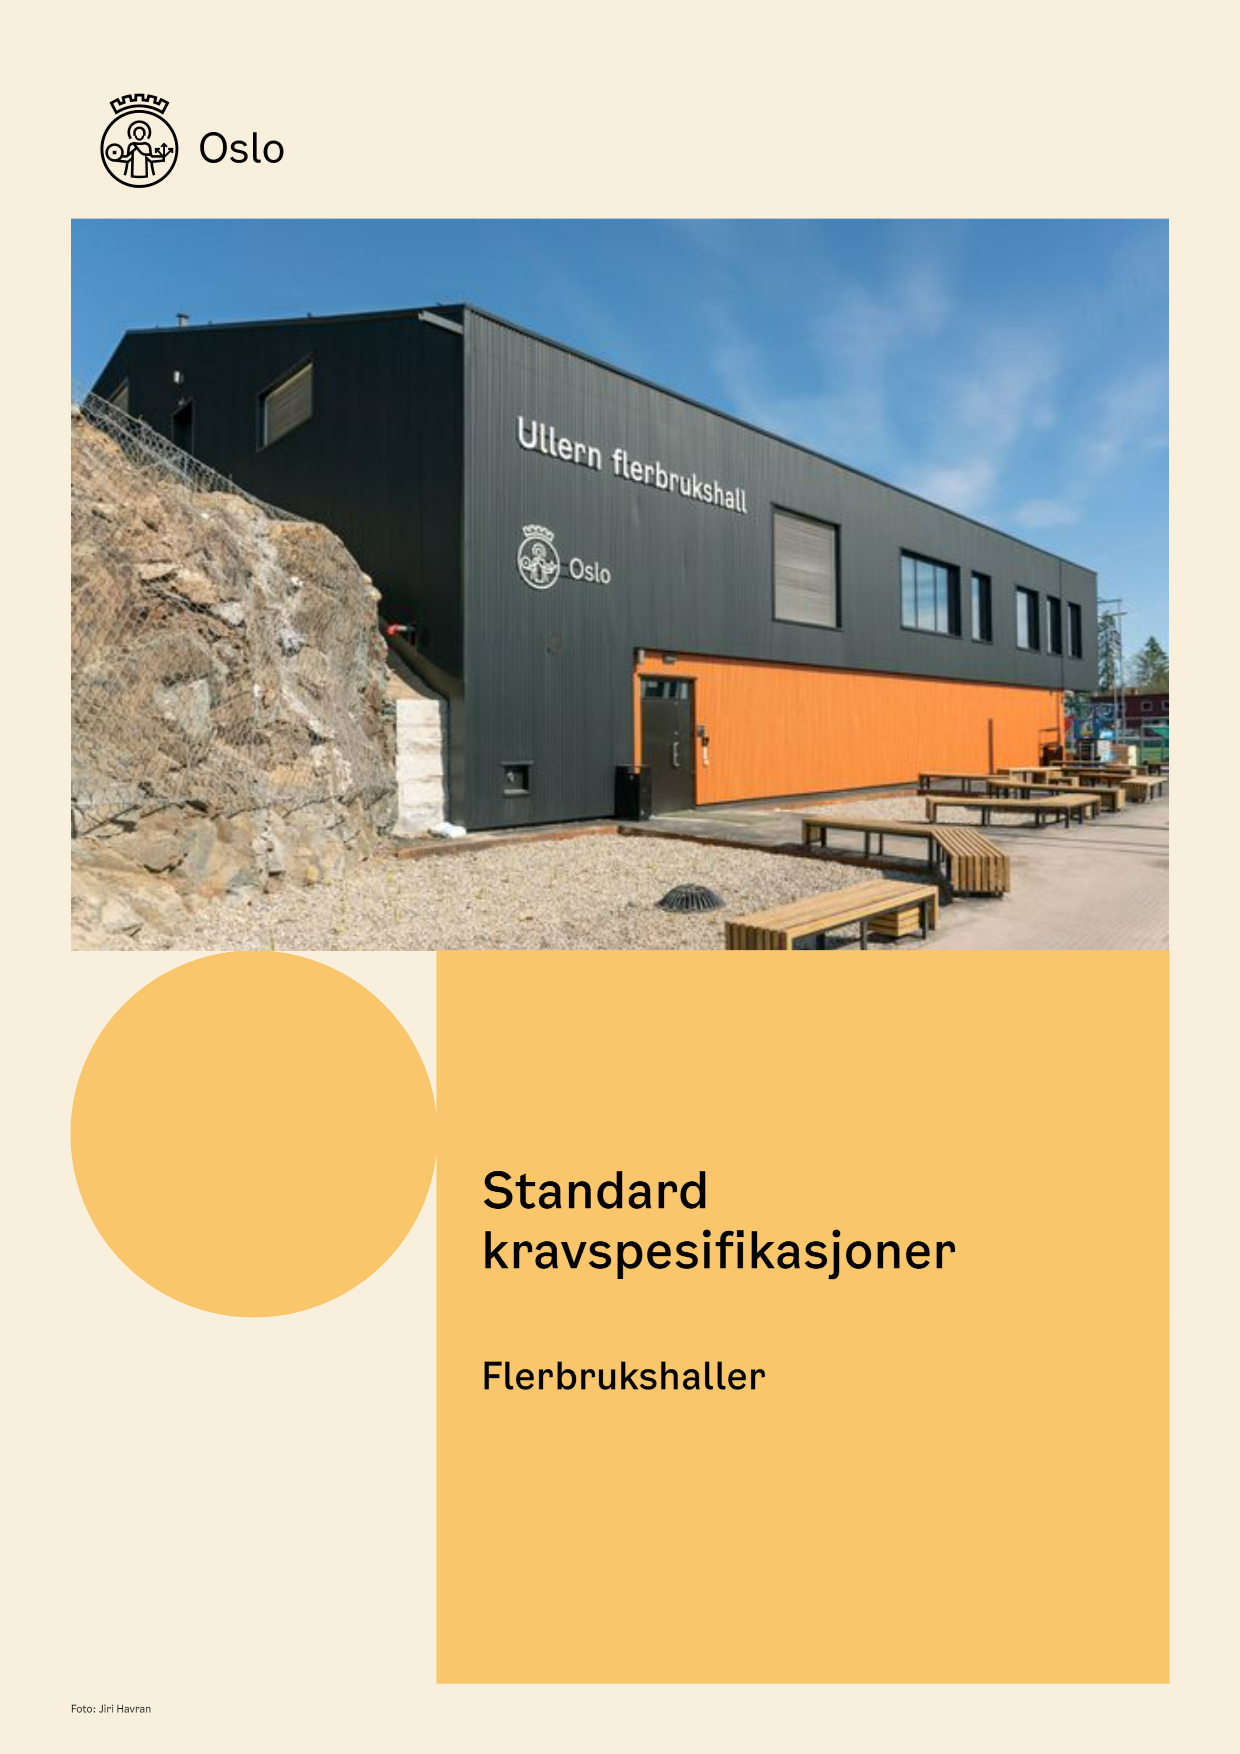 Oslo
Ullern flerbrukshall
Oslo
Standard
kravspesifikasjoner
Flerbrukshaller
Foto: Jiri Havran